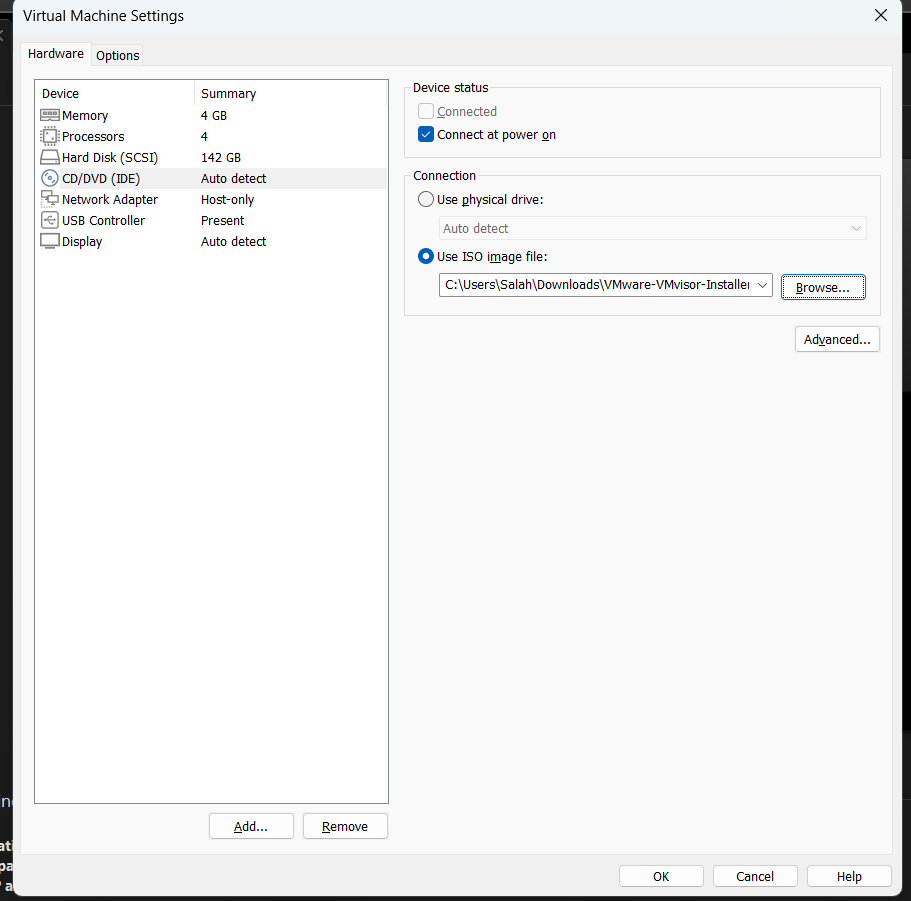 Virtual Machine Settings
Hardware Options
Device Summary
Memory 4 GB
Processors 4
Hard Disk (SCSI) 142 GB
CD/DVD (IDE) Auto detect
Network Adapter Host-only
USB Controller Present
Display Auto detect
Add... Remove
Device status
Connected
Connect at power on
Connection
Use physical drive:
Auto detect
Use ISO image file:
C:\Users\Salah\Downloads\VMware-VMvisor-Installer Browse...
Advanced...
OK Cancel Help